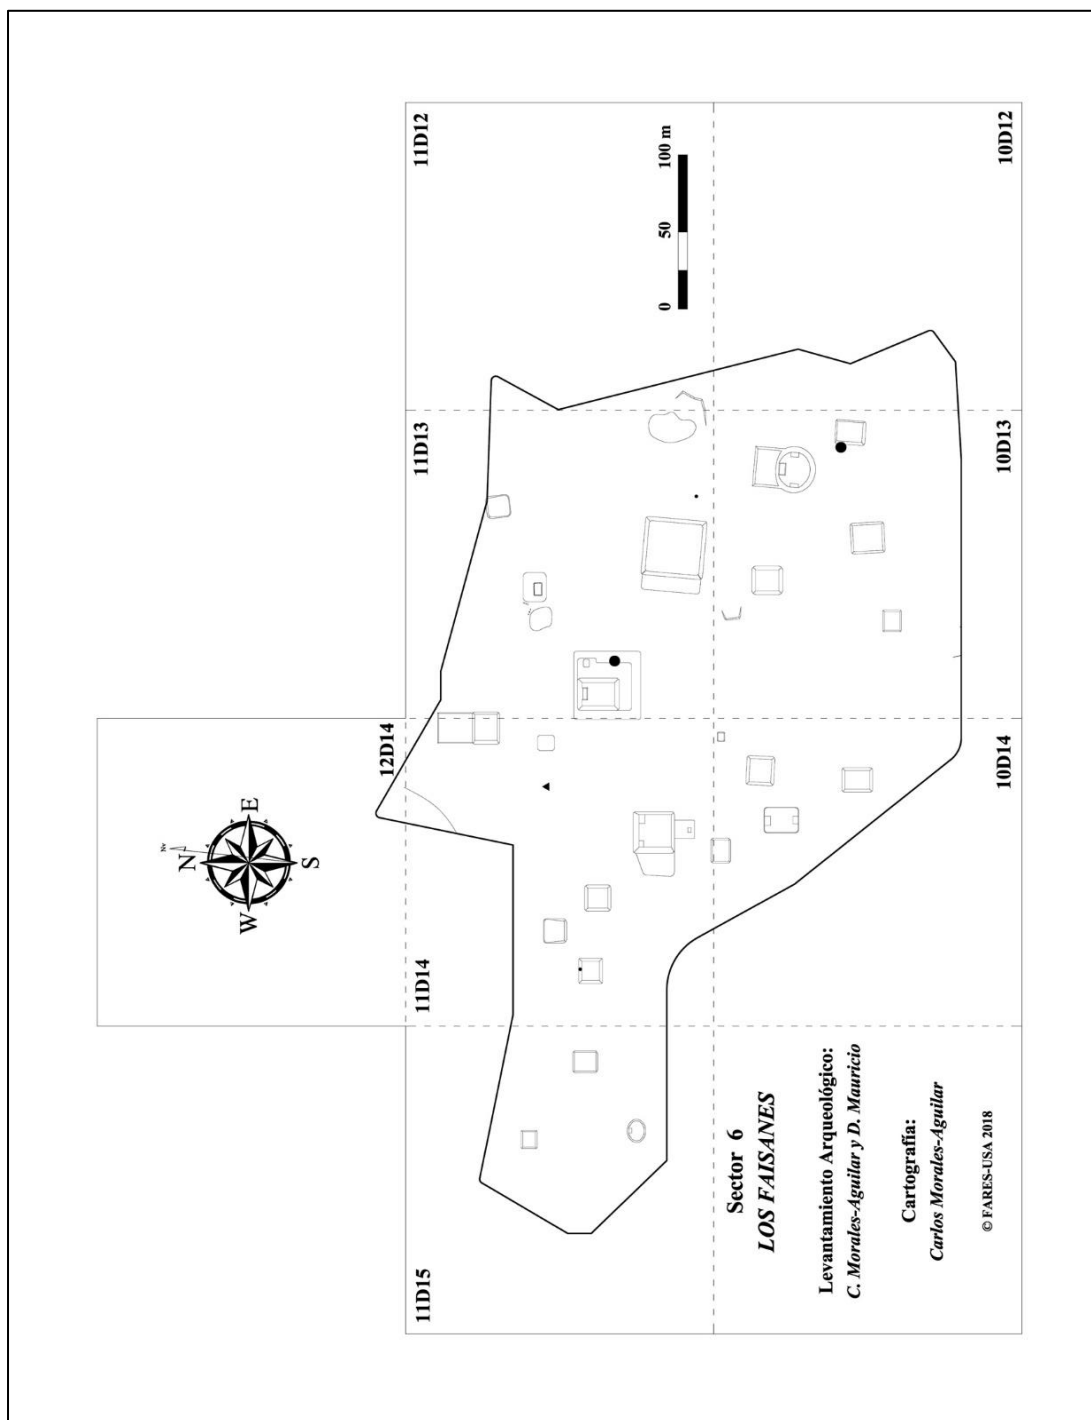 12D14
N
Nv
W
E
S
11D15
11D14
11D13
11D12
0
50
100 m
10D14
10D13
10D12
Sector 6
LOS FAISANES
Levantamiento Arqueológico:
C. Morales-Aguilar y D. Mauricio
Cartografía:
Carlos Morales-Aguilar
© FARES-USA 2018